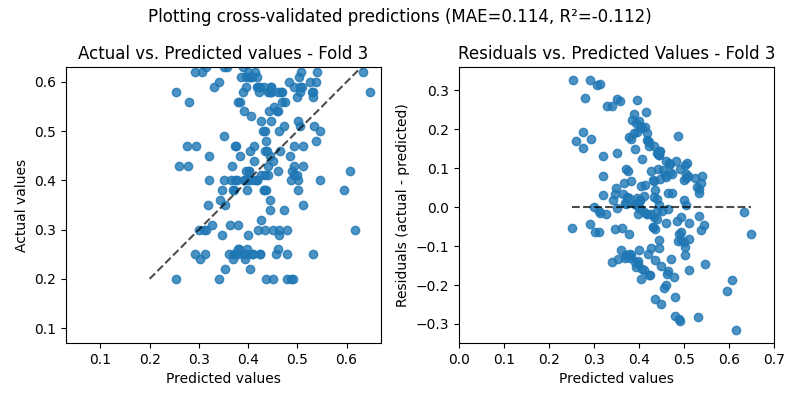 Plotting cross-validated predictions (MAE=0.114, R²=-0.112)
Actual vs. Predicted values - Fold 3
Actual values
0.6
0.5
0.4
0.3
0.2
0.1
0.1 0.2 0.3 0.4 0.5 0.6
Predicted values
Residuals vs. Predicted Values - Fold 3
Residuals (actual - predicted)
0.3
0.2
0.1
0.0
−0.1
−0.2
−0.3
0.0 0.1 0.2 0.3 0.4 0.5 0.6 0.7
Predicted values